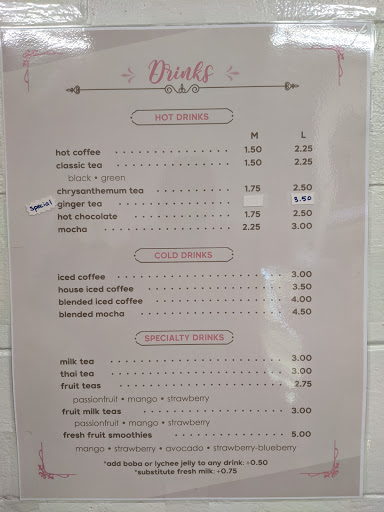 Drinks
HOT DRINKS
M L
hot coffee 1.50 2.25
classic tea 1.50 2.25
black • green
chrysanthemum tea 1.75 2.50
special ginger tea 3.50
hot chocolate 1.75 2.50
mocha 2.25 3.00
COLD DRINKS
iced coffee 3.00
house iced coffee 3.50
blended iced coffee 4.00
blended mocha 4.50
SPECIALTY DRINKS
milk tea 3.00
thai tea 3.00
fruit teas 2.75
passionfruit • mango • strawberry
fruit milk teas 3.00
passionfruit • mango • strawberry
fresh fruit smoothies 5.00
mango • strawberry • avocado • strawberry-blueberry
*add boba or lychee jelly to any drink: +0.50
*substitute fresh milk: +0.75